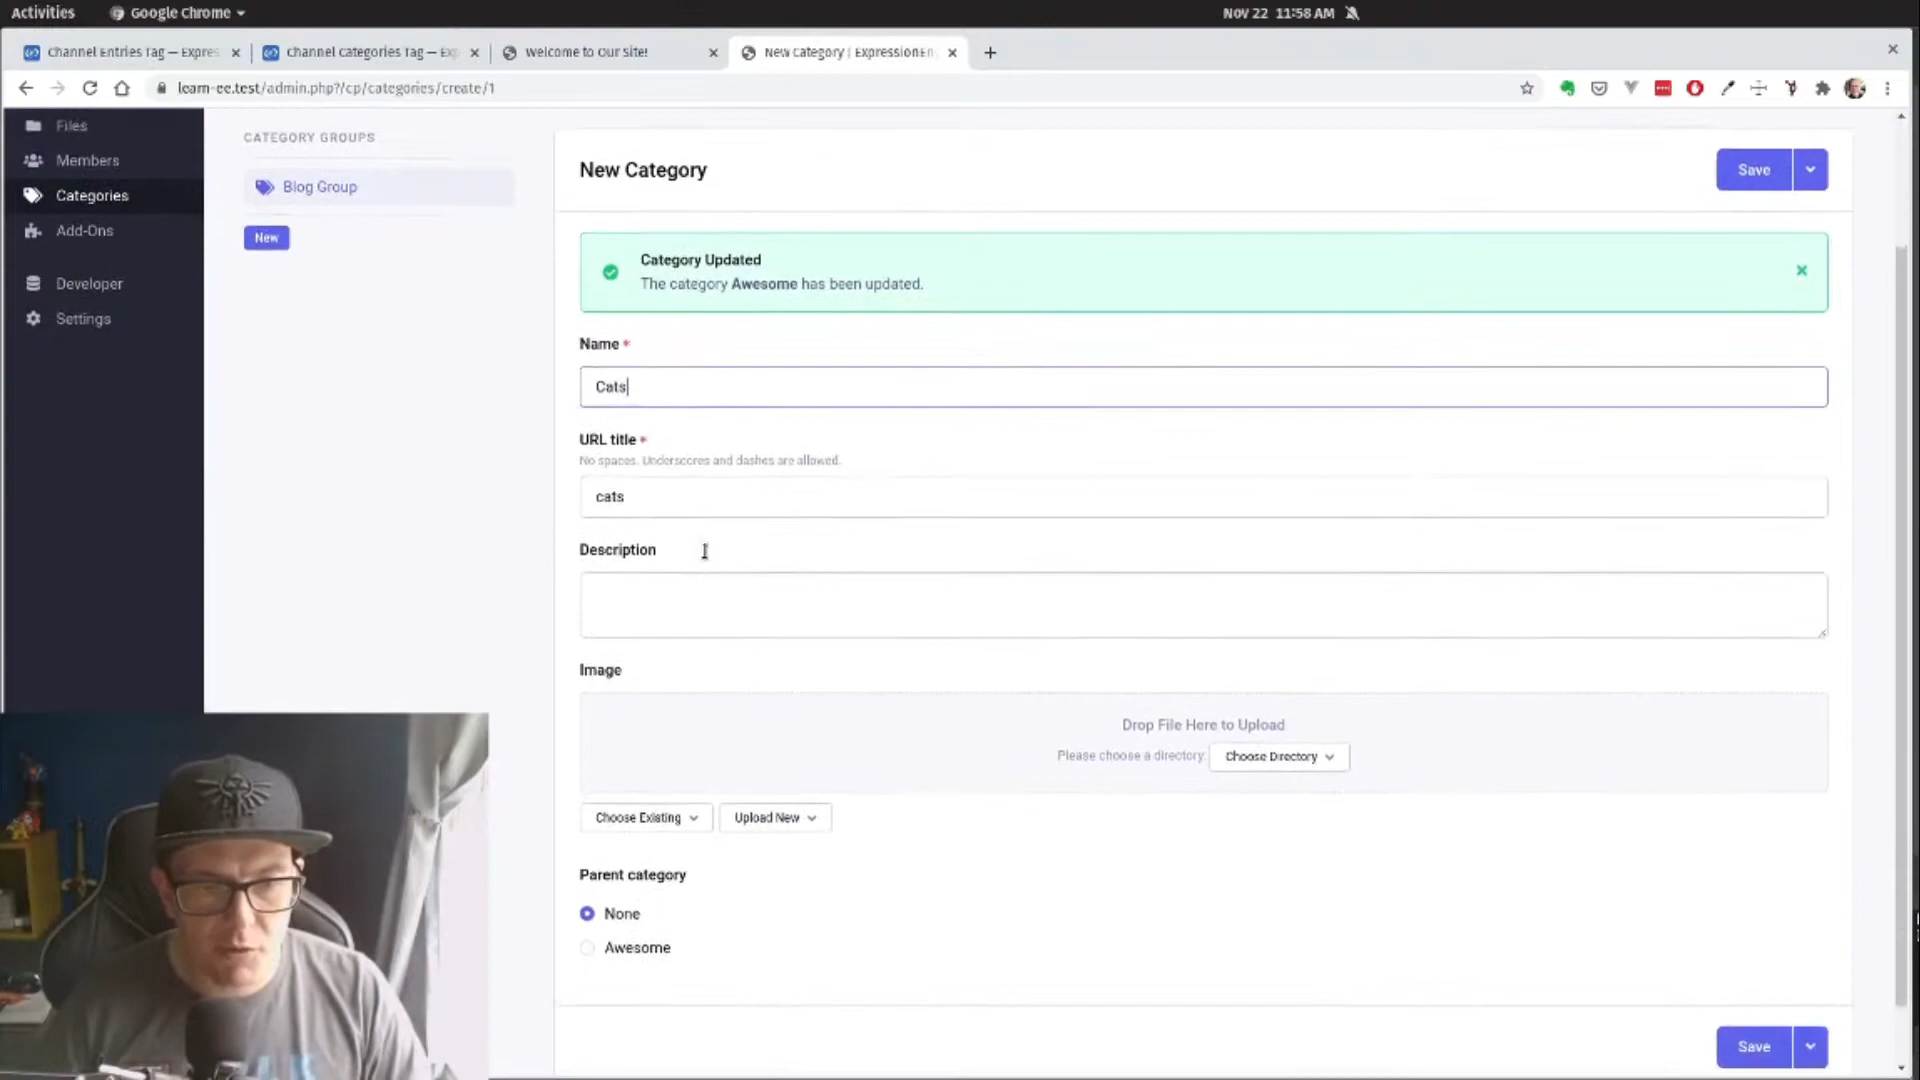 Activities
Google Chrome
Nov 22 11:58 AM
Channel Entries Tag — Expres
Channel Categories Tag — Ex
Welcome to Our Site!
New Category | ExpressionEn
learn-ee.test/admin.php?/cp/categories/create/1
Files
Members
Categories
Add-Ons
Developer
Settings
CATEGORY GROUPS
Blog Group
New
New Category
Save
Category Updated
The category Awesome has been updated.
Name *
Cats
URL title *
No spaces. Underscores and dashes are allowed.
cats
Description
Image
Drop File Here to Upload
Please choose a directory:
Choose Directory
Choose Existing
Upload New
Parent category
None
Awesome
Save